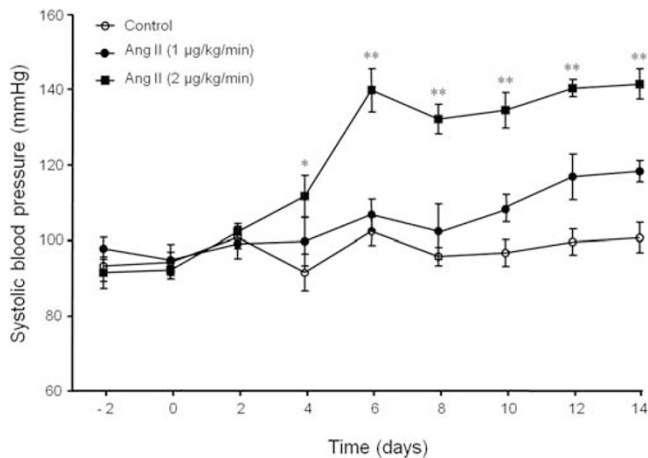 Control
Ang II (1 µg/kg/min)
Ang II (2 µg/kg/min)
Systolic blood pressure (mmHg)
160
140
120
100
80
60
*
**
**
**
**
**
-2 0 2 4 6 8 10 12 14
Time (days)